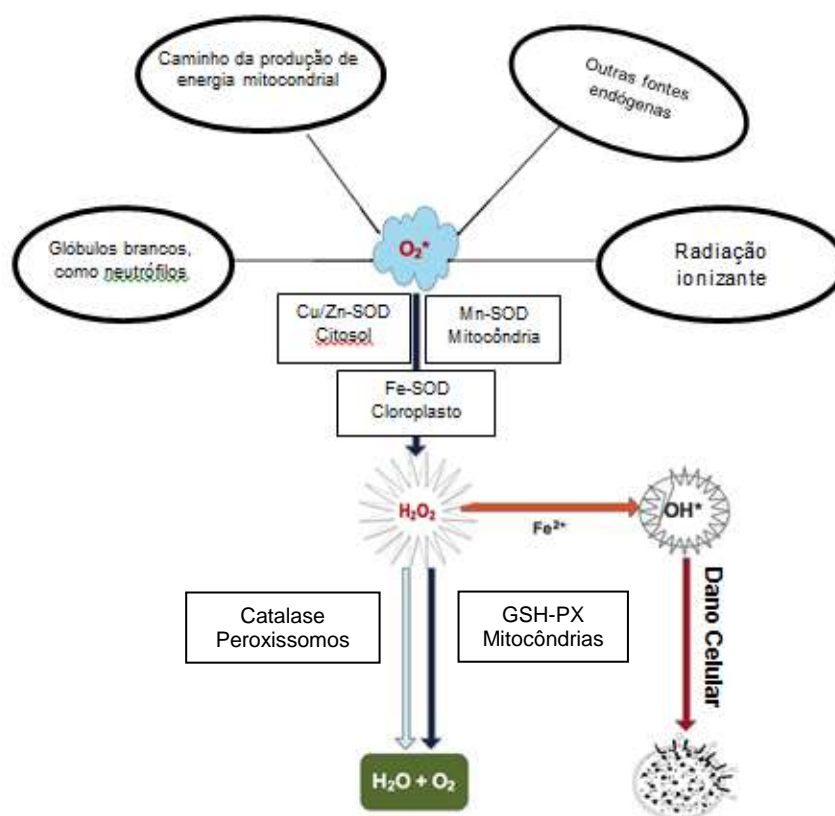 Caminho da produção de
energia mitocondrial
Outras fontes
endógenas
Glóbulos brancos,
como neutrófilos
O₂*
Radiação
ionizante
Cu/Zn-SOD
Citosol
Mn-SOD
Mitocôndria
Fe-SOD
Cloroplasto
H₂O₂
Fe²⁺
OH*
Catalase
Peroxissomos
GSH-PX
Mitocôndrias
Dano Celular
H₂O + O₂